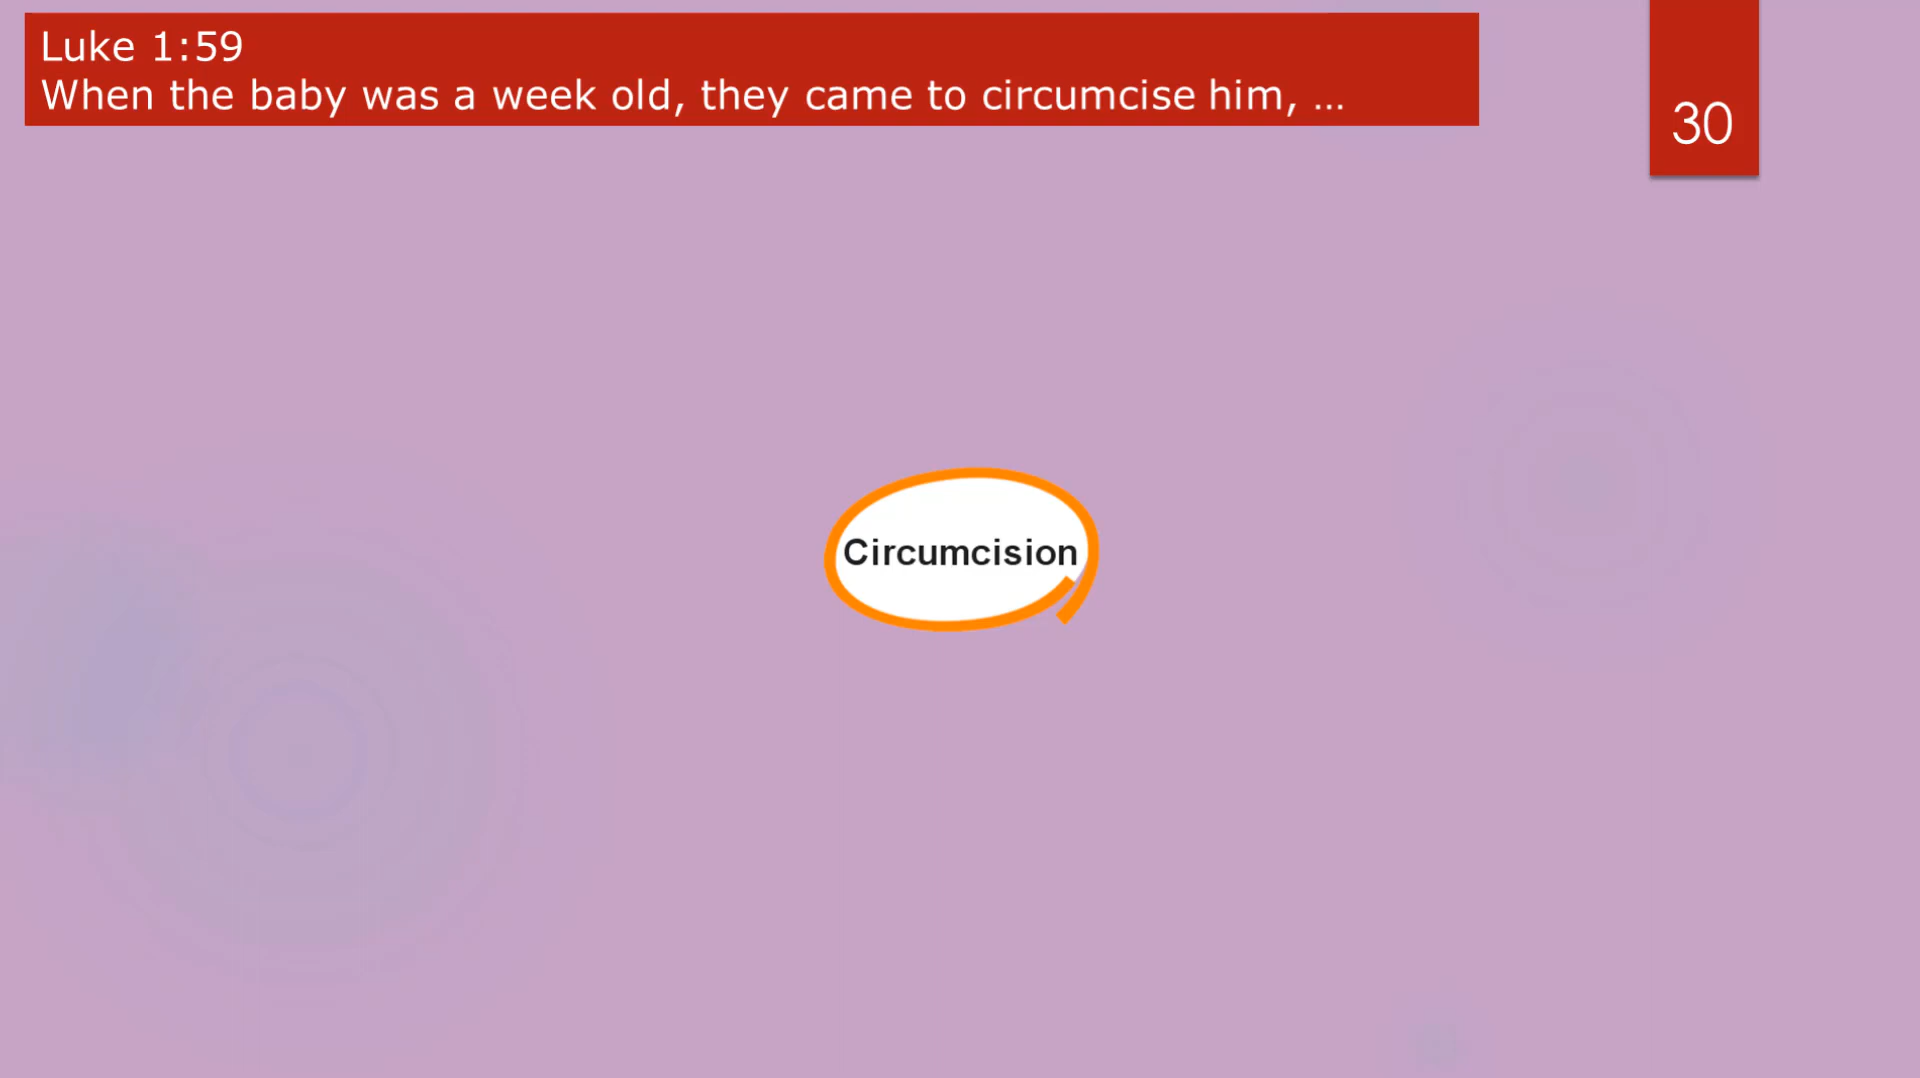 Luke 1:59
When the baby was a week old, they came to circumcise him, ...
30
Circumcision